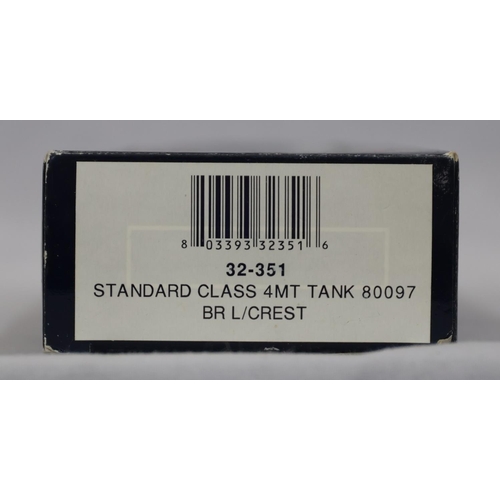 8 03393 32351 6
32-351
STANDARD CLASS 4MT TANK 80097
BR L/CREST